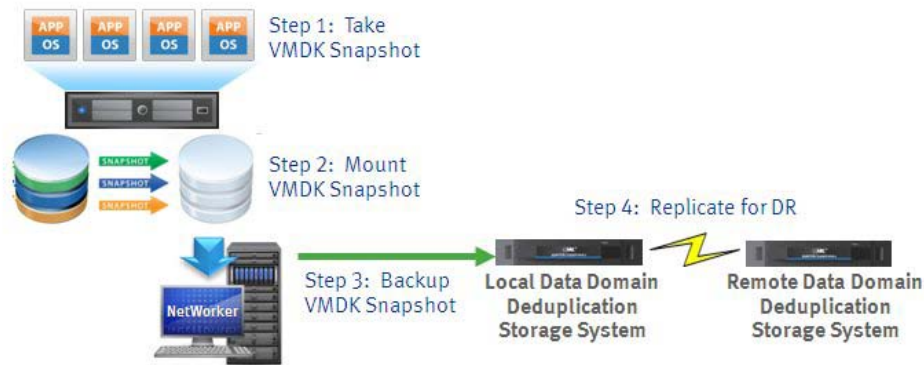 APP APP APP APP
OS OS OS OS
Step 1: Take
VMDK Snapshot
SNAPSHOT
SNAPSHOT
SNAPSHOT
Step 2: Mount
VMDK Snapshot
Step 4: Replicate for DR
NetWorker
Step 3: Backup
VMDK Snapshot
Local Data Domain
Deduplication
Storage System
Remote Data Domain
Deduplication
Storage System